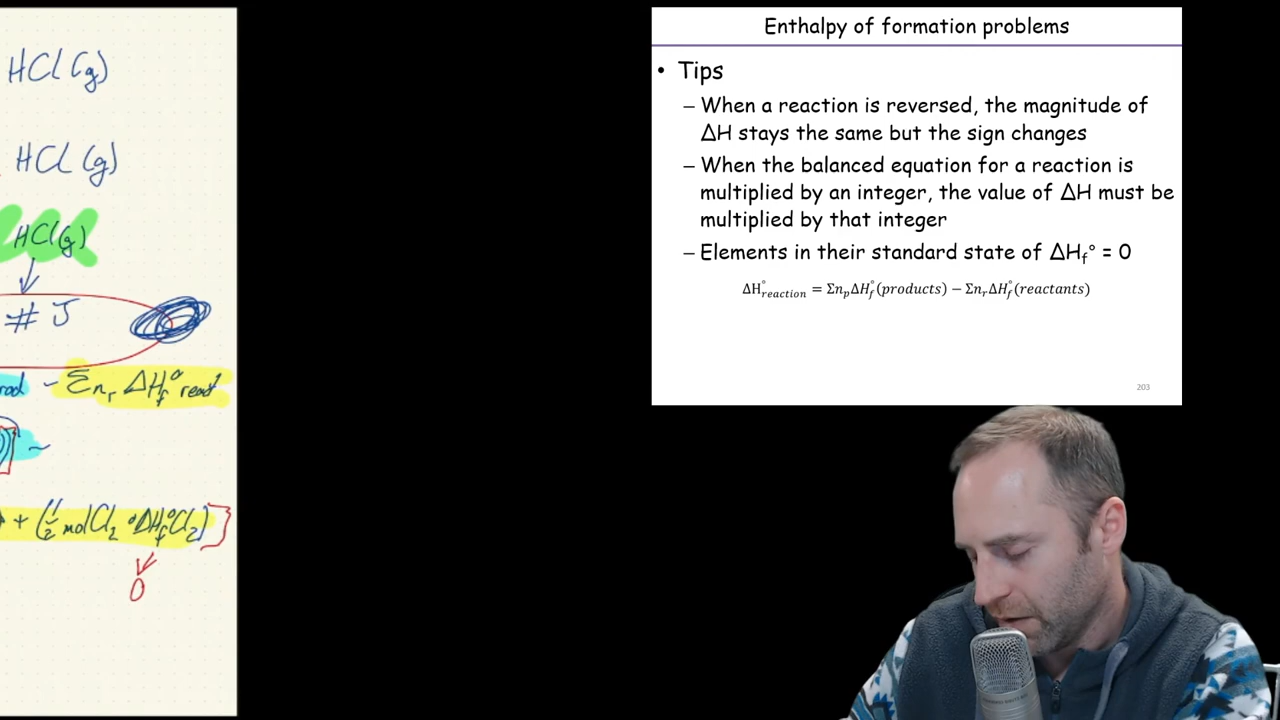 HCl(g)
HCl(g)
HCl(g)
# J
- Σnᵣ ΔH°f react
~
+ (½ mol Cl₂ • ΔHf° Cl₂)]
0
Enthalpy of formation problems
• Tips
– When a reaction is reversed, the magnitude of
ΔH stays the same but the sign changes
– When the balanced equation for a reaction is
multiplied by an integer, the value of ΔH must be
multiplied by that integer
– Elements in their standard state of ΔHf° = 0
ΔH°reaction = ΣnpΔH°f(products) − ΣnrΔH°f(reactants)
203